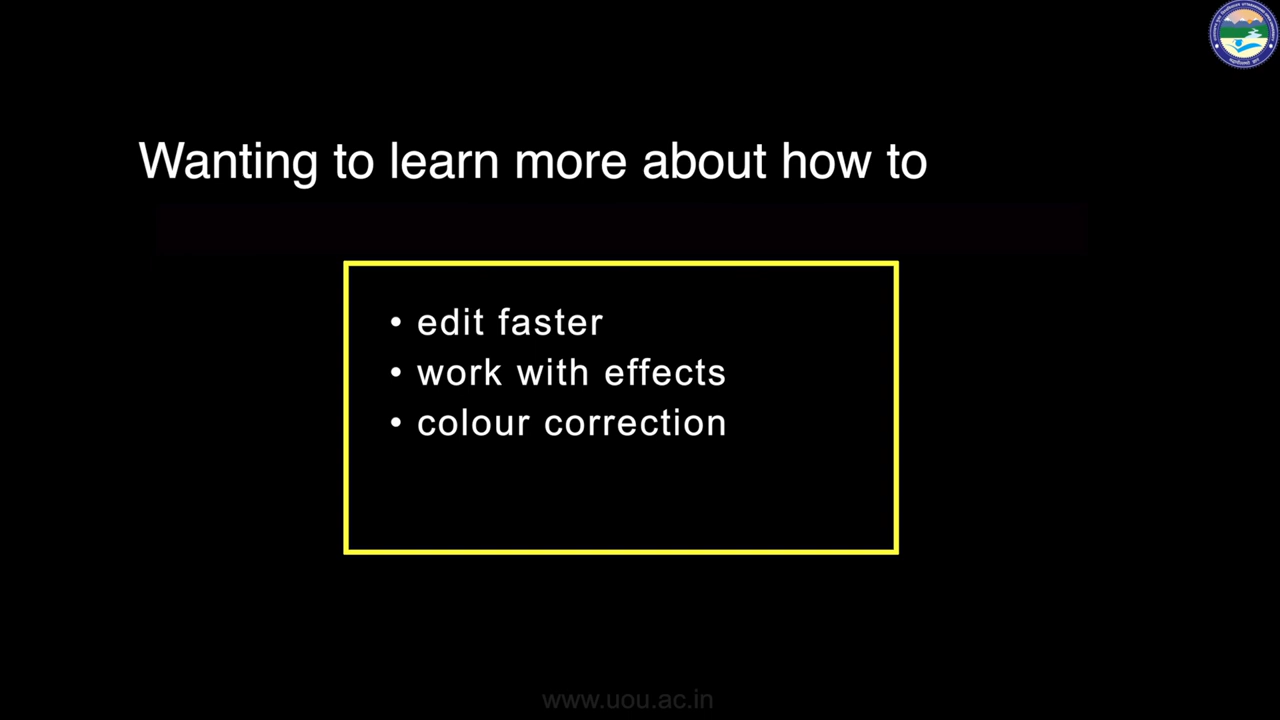 Wanting to learn more about how to
• edit faster
• work with effects
• colour correction
www.uou.ac.in